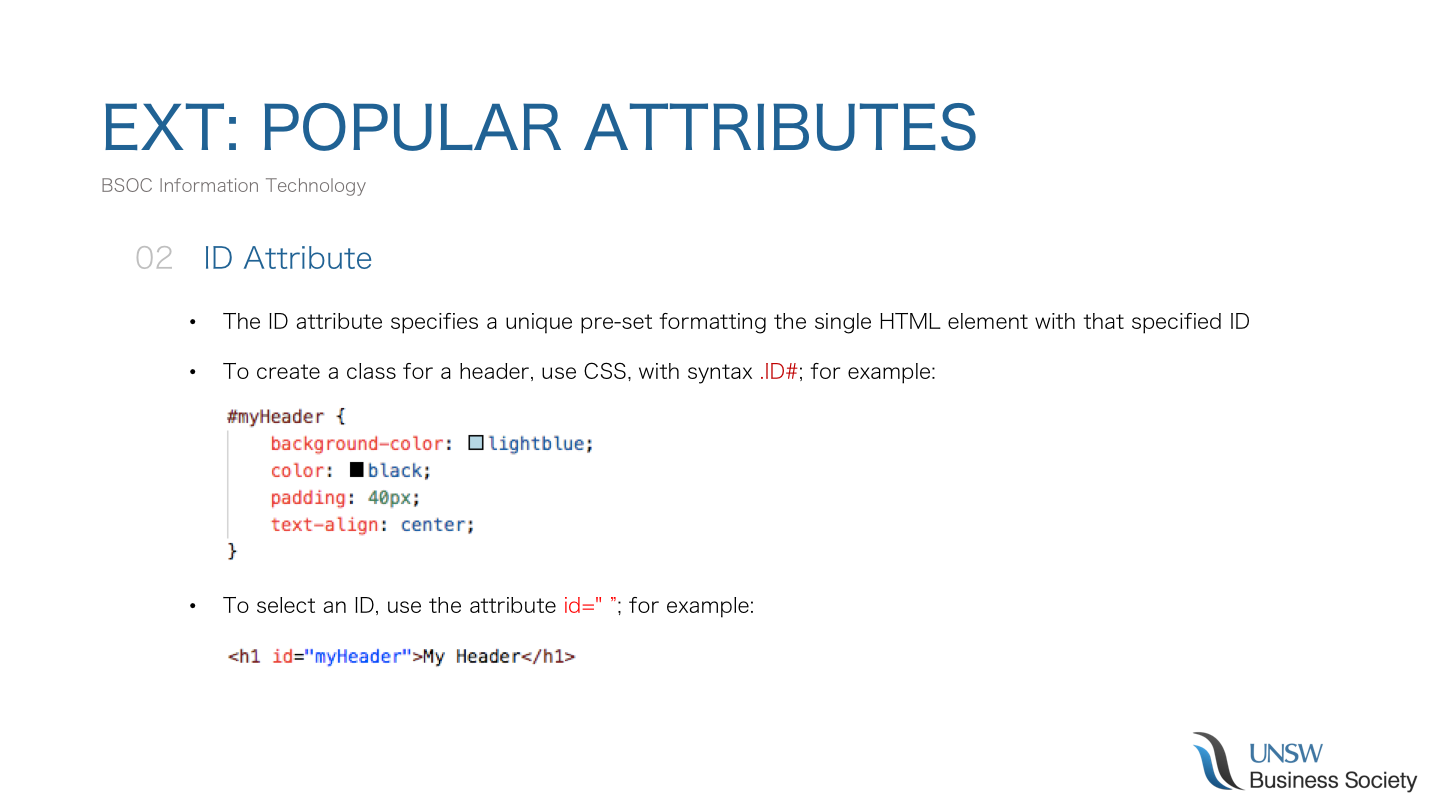 EXT: POPULAR ATTRIBUTES
BSOC Information Technology
02 ID Attribute
• The ID attribute specifies a unique pre-set formatting the single HTML element with that specified ID
• To create a class for a header, use CSS, with syntax .ID#; for example:
#myHeader {
background-color: lightblue;
color: black;
padding: 40px;
text-align: center;
}
• To select an ID, use the attribute id=" ”; for example:
<h1 id="myHeader">My Header</h1>
UNSW
Business Society